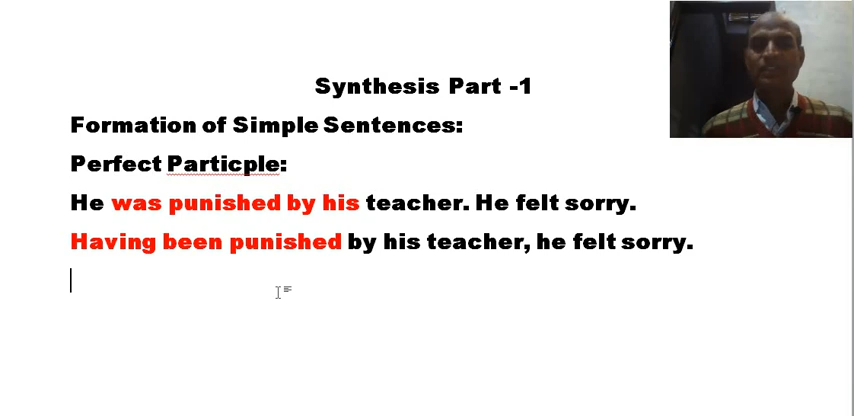 Synthesis Part -1
Formation of Simple Sentences:
Perfect Particple:
He was punished by his teacher. He felt sorry.
Having been punished by his teacher, he felt sorry.